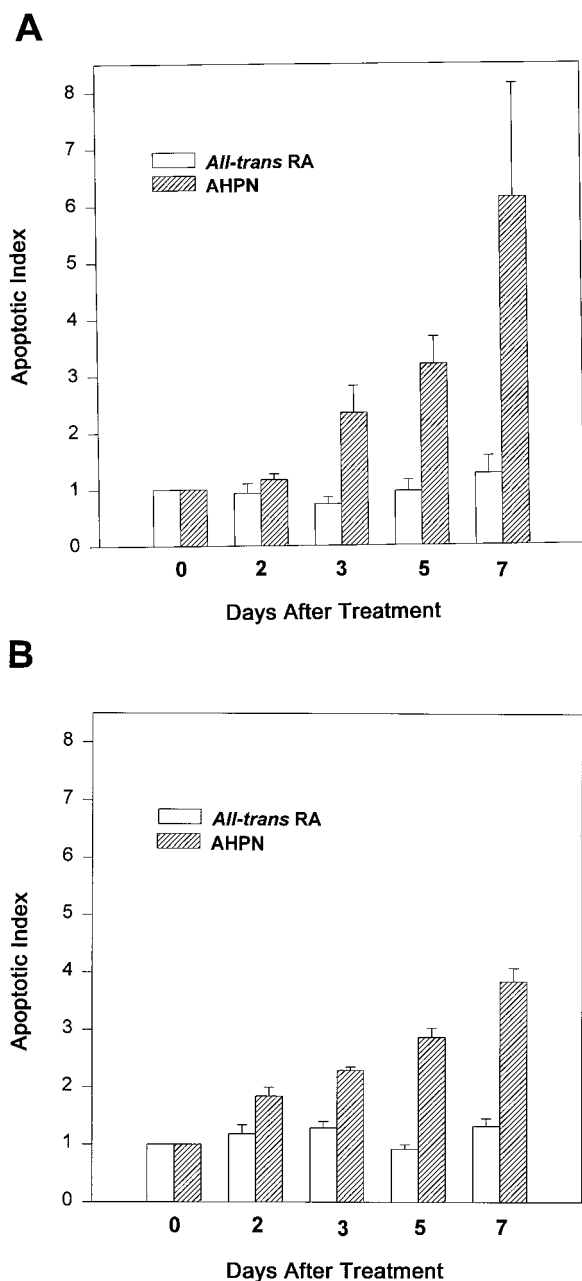 A
8
7
6
5
4
3
2
1
0
Apoptotic Index
All-trans RA
AHPN
0 2 3 5 7
Days After Treatment
B
8
7
6
5
4
3
2
1
0
Apoptotic Index
All-trans RA
AHPN
0 2 3 5 7
Days After Treatment